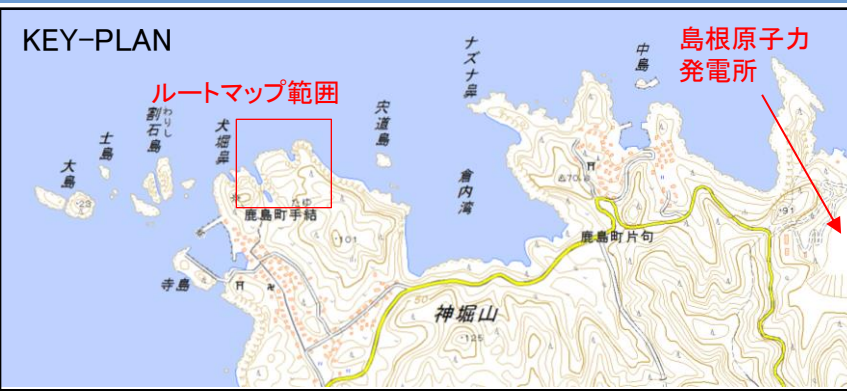 KEY-PLAN
ルートマップ範囲
島根原子力
発電所
ナズナ鼻
中島
宍道島
犬堀鼻
わりし
割石島
士島
大島
倉内湾
・23
たゆ
鹿島町手結
・101
寺島
50
神堀山
・125
鹿島町片句
・91